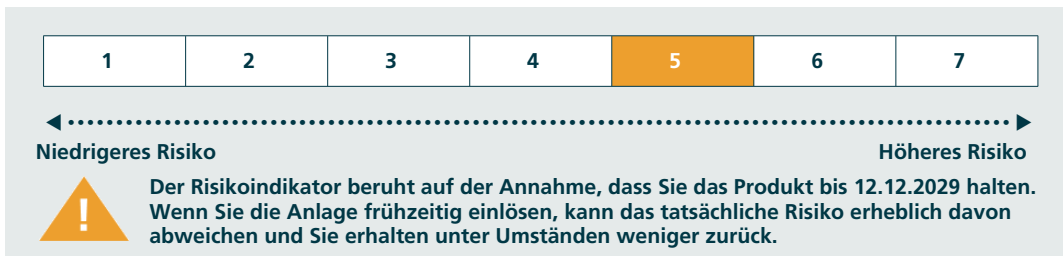 1 2 3 4 5 6 7
Niedrigeres Risiko Höheres Risiko
Der Risikoindikator beruht auf der Annahme, dass Sie das Produkt bis 12.12.2029 halten.
Wenn Sie die Anlage frühzeitig einlösen, kann das tatsächliche Risiko erheblich davon
abweichen und Sie erhalten unter Umständen weniger zurück.